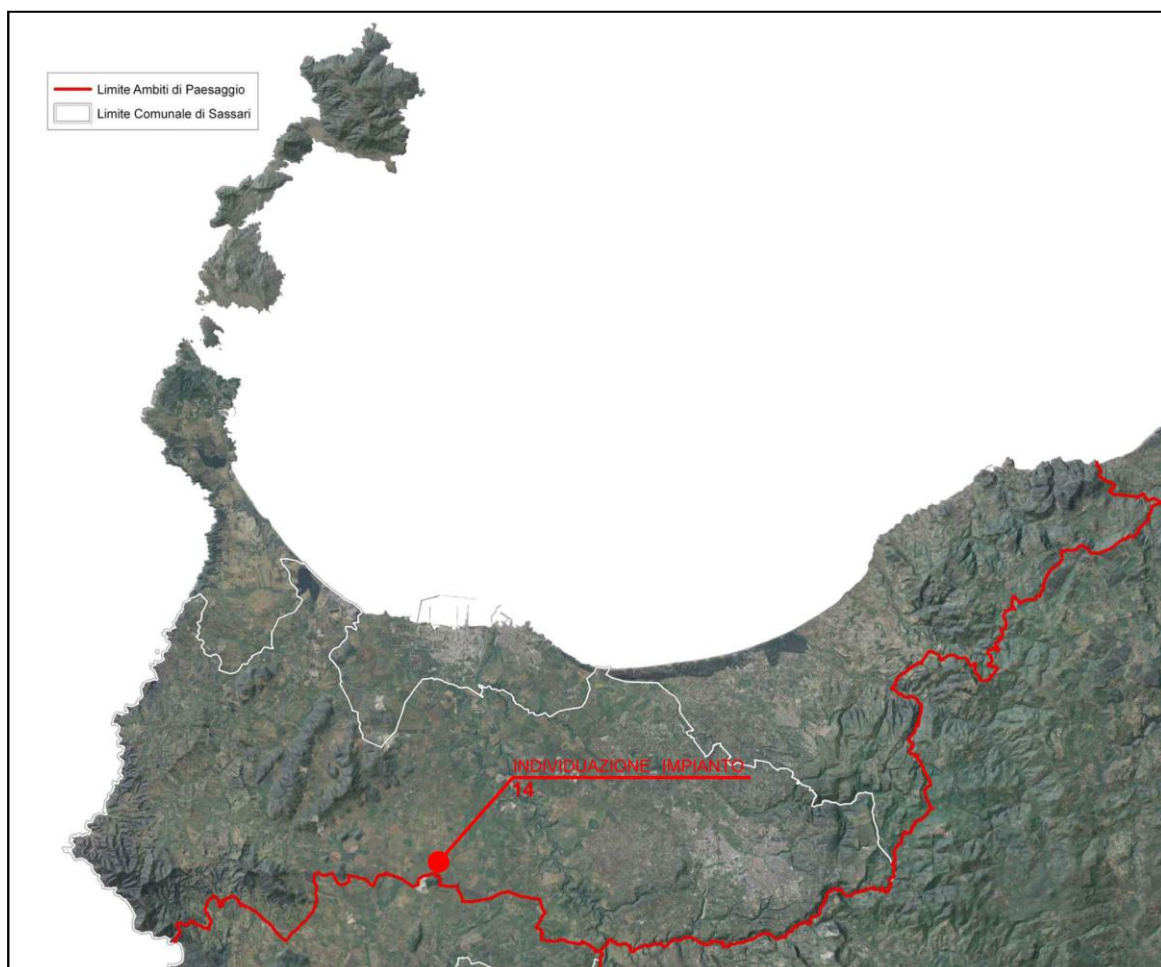 Limite Ambiti di Paesaggio
Limite Comunale di Sassari
INDIVIDUAZIONE IMPIANTO
14